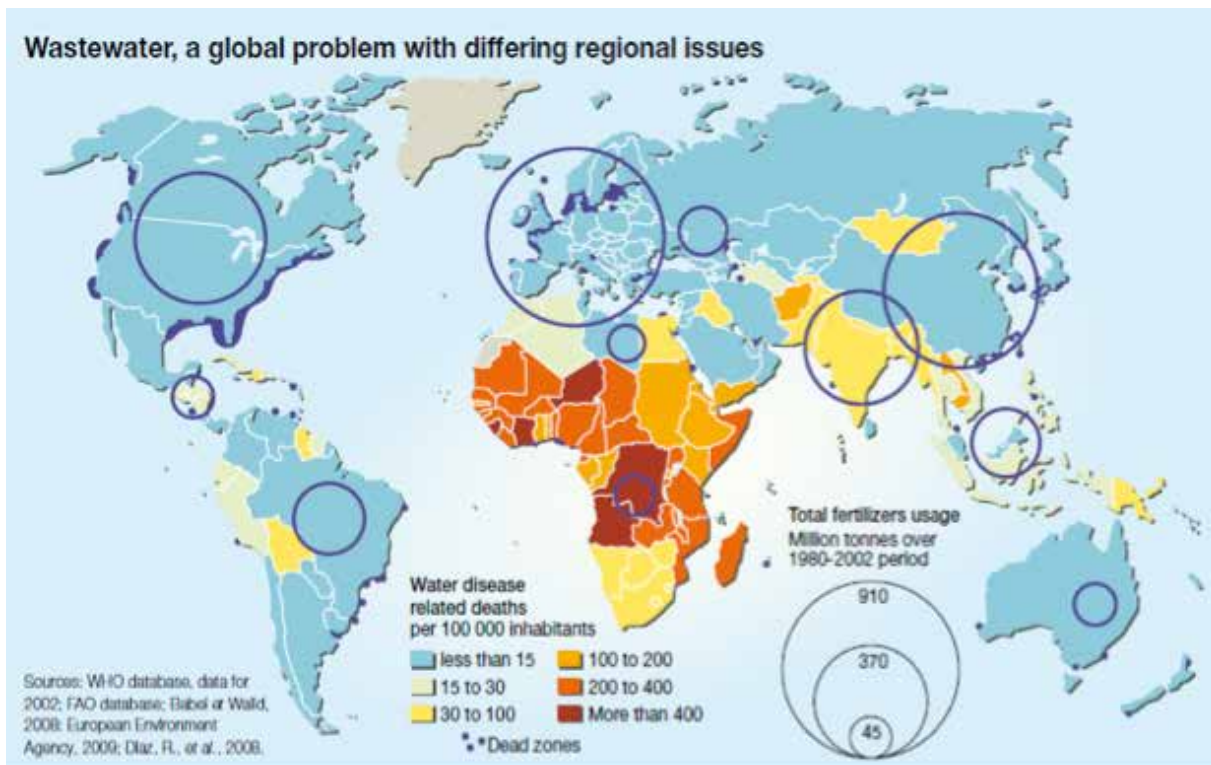 Wastewater, a global problem with differing regional issues
Total fertilizers usage
Million tonnes over
1980-2002 period
910
370
45
Water disease
related deaths
per 100 000 inhabitants
less than 15
15 to 30
30 to 100
100 to 200
200 to 400
More than 400
Dead zones
Sources: WHO database, data for
2002; FAO database; Babel et Walid,
2008; European Environment
Agency, 2009; Diaz, R., et al., 2008.